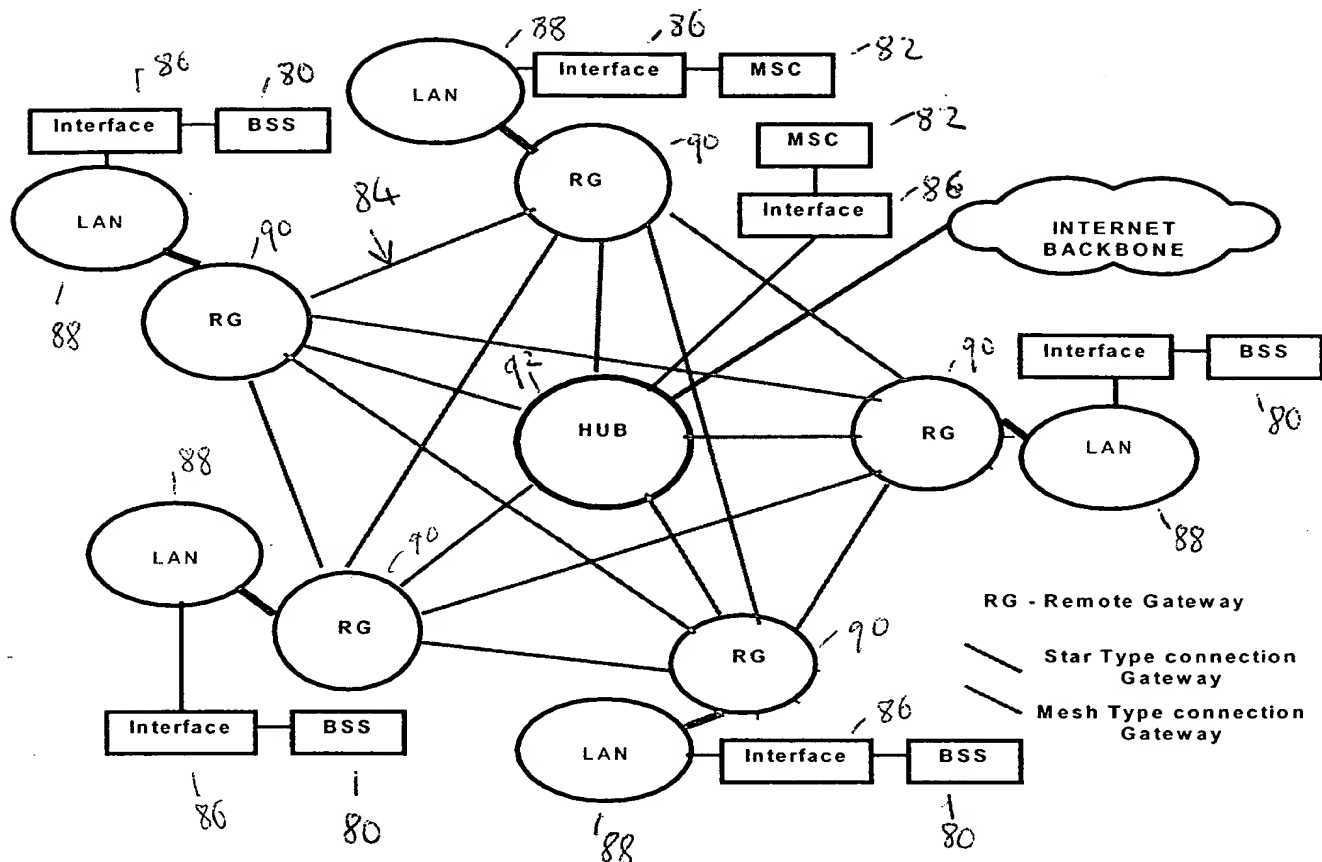 88
86
82
Interface
MSC
LAN
86
80
Interface
BSS
LAN
88
90
RG
84
90
RG
82
MSC
86
Interface
INTERNET
BACKBONE
92
HUB
90
RG
Interface
BSS
80
LAN
88
88
LAN
90
RG
Interface
BSS
86
80
90
RG
LAN
88
86
Interface
BSS
80
RG - Remote Gateway
Star Type connection
Gateway
Mesh Type connection
Gateway